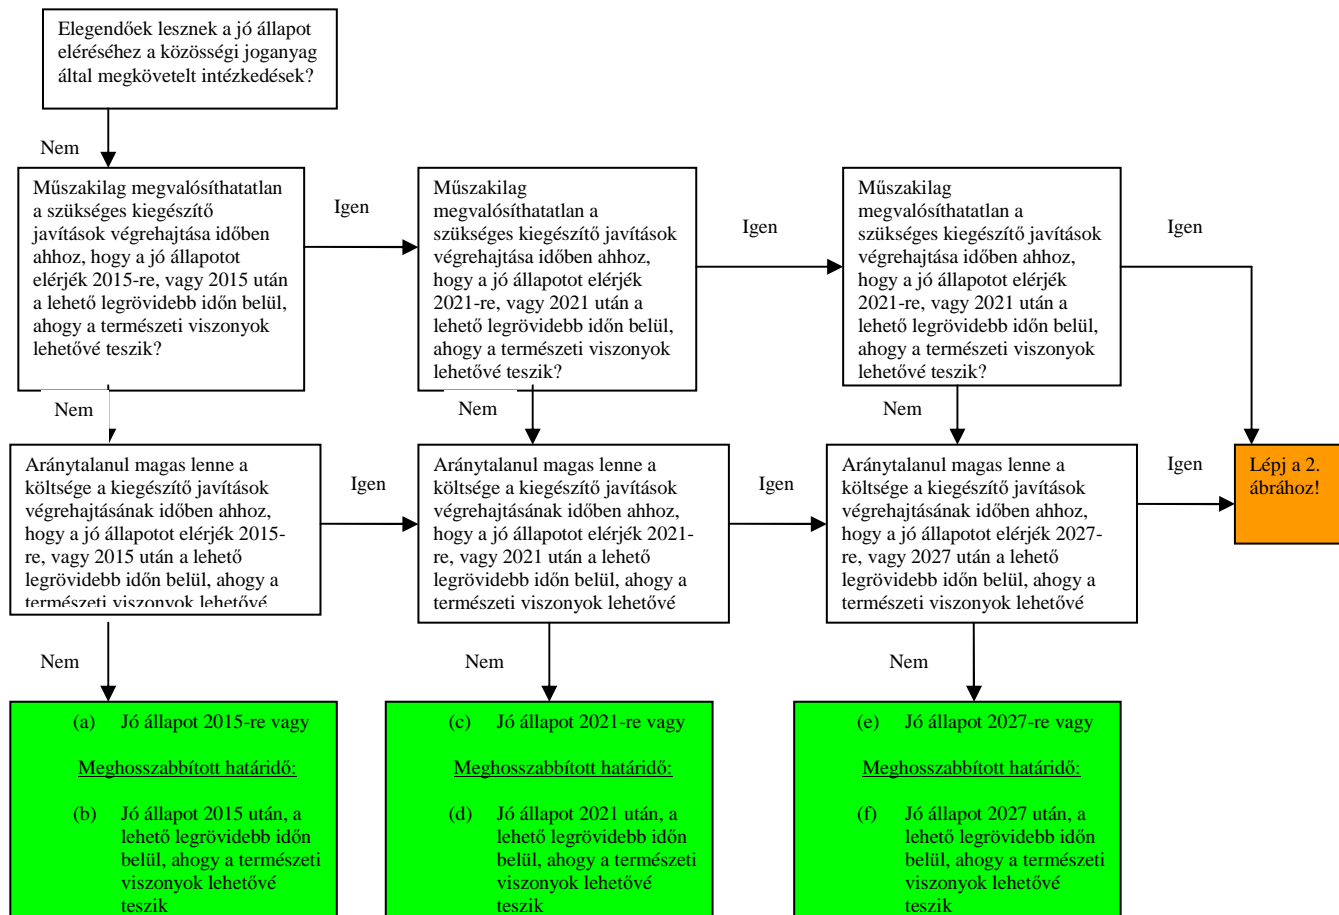 Elegendőek lesznek a jó állapot
eléréséhez a közösségi joganyag
által megkövetelt intézkedések?
Nem
Műszakilag megvalósíthatatlan
a szükséges kiegészítő
javítások végrehajtása időben
ahhoz, hogy a jó állapotot
elérjék 2015-re, vagy 2015 után
a lehető legrövidebb időn belül,
ahogy a természeti viszonyok
lehetővé teszik?
Igen
Műszakilag
megvalósíthatatlan a
szükséges kiegészítő javítások
végrehajtása időben ahhoz,
hogy a jó állapotot elérjék
2021-re, vagy 2021 után a
lehető legrövidebb időn belül,
ahogy a természeti viszonyok
lehetővé teszik?
Igen
Műszakilag
megvalósíthatatlan a
szükséges kiegészítő javítások
végrehajtása időben ahhoz,
hogy a jó állapotot elérjék
2021-re, vagy 2021 után a
lehető legrövidebb időn belül,
ahogy a természeti viszonyok
lehetővé teszik?
Igen
Nem
Nem
Nem
Aránytalanul magas lenne a
költsége a kiegészítő javítások
végrehajtásának időben ahhoz,
hogy a jó állapotot elérjék 2015-
re, vagy 2015 után a lehető
legrövidebb időn belül, ahogy a
természeti viszonyok lehetővé
Igen
Aránytalanul magas lenne a
költsége a kiegészítő javítások
végrehajtásának időben ahhoz,
hogy a jó állapotot elérjék 2021-
re, vagy 2021 után a lehető
legrövidebb időn belül, ahogy a
természeti viszonyok lehetővé
Igen
Aránytalanul magas lenne a
költsége a kiegészítő javítások
végrehajtásának időben ahhoz,
hogy a jó állapotot elérjék 2027-
re, vagy 2027 után a lehető
legrövidebb időn belül, ahogy a
természeti viszonyok lehetővé
Igen
Lépj a 2.
ábrához!
Nem
Nem
Nem
(a) Jó állapot 2015-re vagy
Meghosszabbított határidő:
(b) Jó állapot 2015 után, a
lehető legrövidebb időn
belül, ahogy a természeti
viszonyok lehetővé
teszik
(c) Jó állapot 2021-re vagy
Meghosszabbított határidő:
(d) Jó állapot 2021 után, a
lehető legrövidebb időn
belül, ahogy a természeti
viszonyok lehetővé
teszik
(e) Jó állapot 2027-re vagy
Meghosszabbított határidő:
(f) Jó állapot 2027 után, a
lehető legrövidebb időn
belül, ahogy a természeti
viszonyok lehetővé
teszik